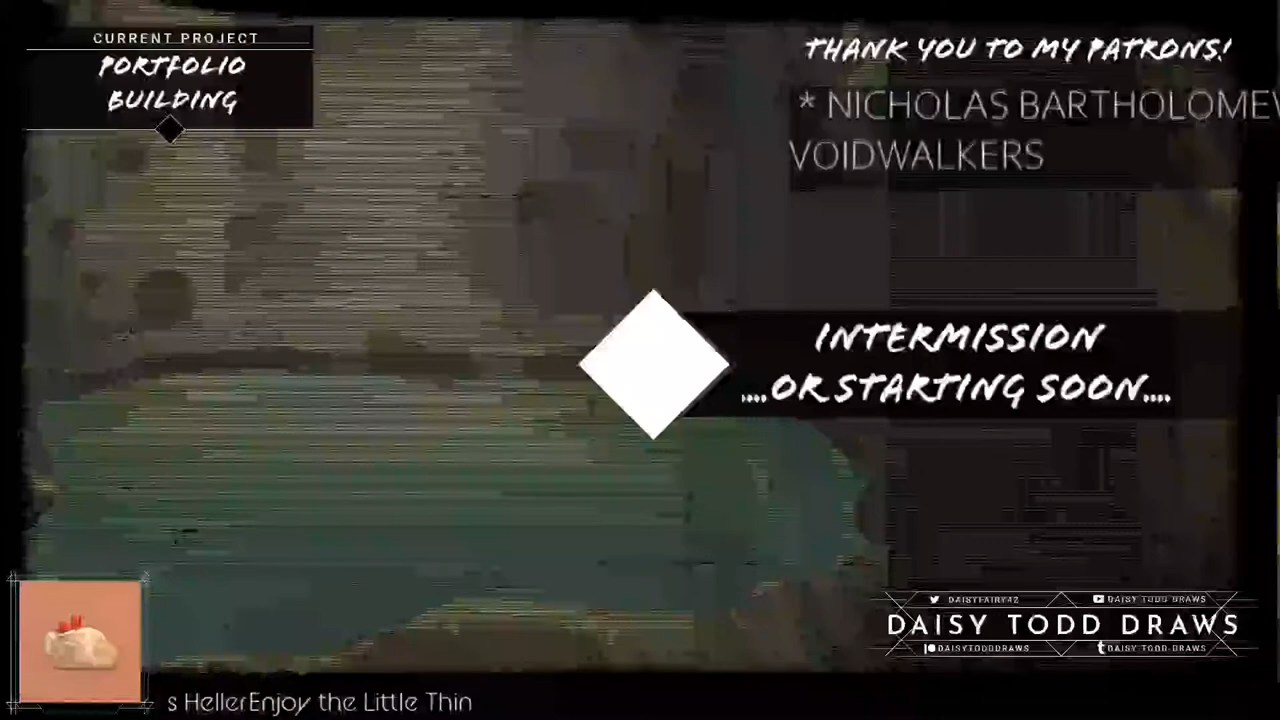 CURRENT PROJECT
PORTFOLIO
BUILDING
THANK YOU TO MY PATRONS!
* NICHOLAS BARTHOLOMEW
VOIDWALKERS
INTERMISSION
....OR STARTING SOON....
DAISYFAIRY42 DAISY TODD DRAWS
DAISY TODD DRAWS
DAISYTODDDRAWS DAISY-TODD-DRAWS
s HellerEnjoy the Little Thin